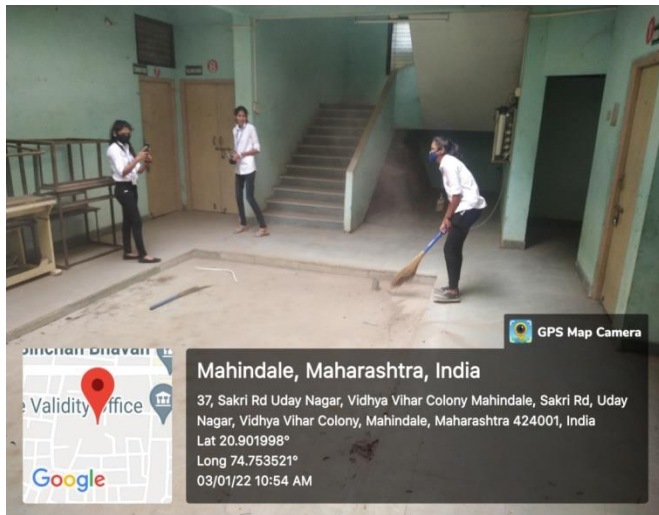 GPS Map Camera
Mahindale, Maharashtra, India
37, Sakri Rd Uday Nagar, Vidhya Vihar Colony Mahindale, Sakri Rd, Uday
Nagar, Vidhya Vihar Colony, Mahindale, Maharashtra 424001, India
Lat 20.901998°
Long 74.753521°
03/01/22 10:54 AM
Validity
Google